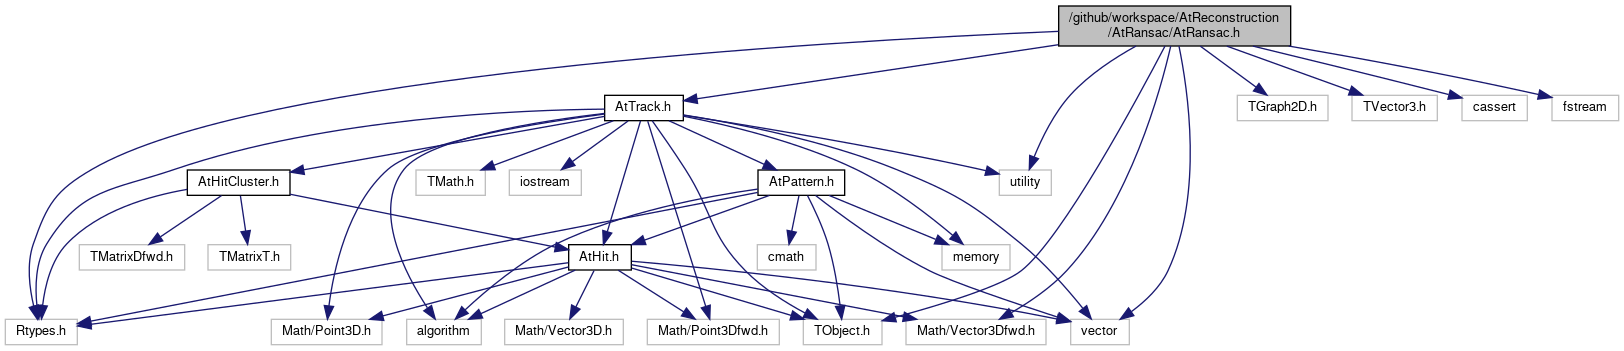 /github/workspace/AtReconstruction
/AtRansac/AtRansac.h
AtTrack.h
TGraph2D.h
TVector3.h
cassert
fstream
AtHitCluster.h
TMath.h
iostream
AtPattern.h
utility
TMatrixDfwd.h
TMatrixT.h
AtHit.h
cmath
memory
Rtypes.h
Math/Point3D.h
algorithm
Math/Vector3D.h
Math/Point3Dfwd.h
TObject.h
Math/Vector3Dfwd.h
vector